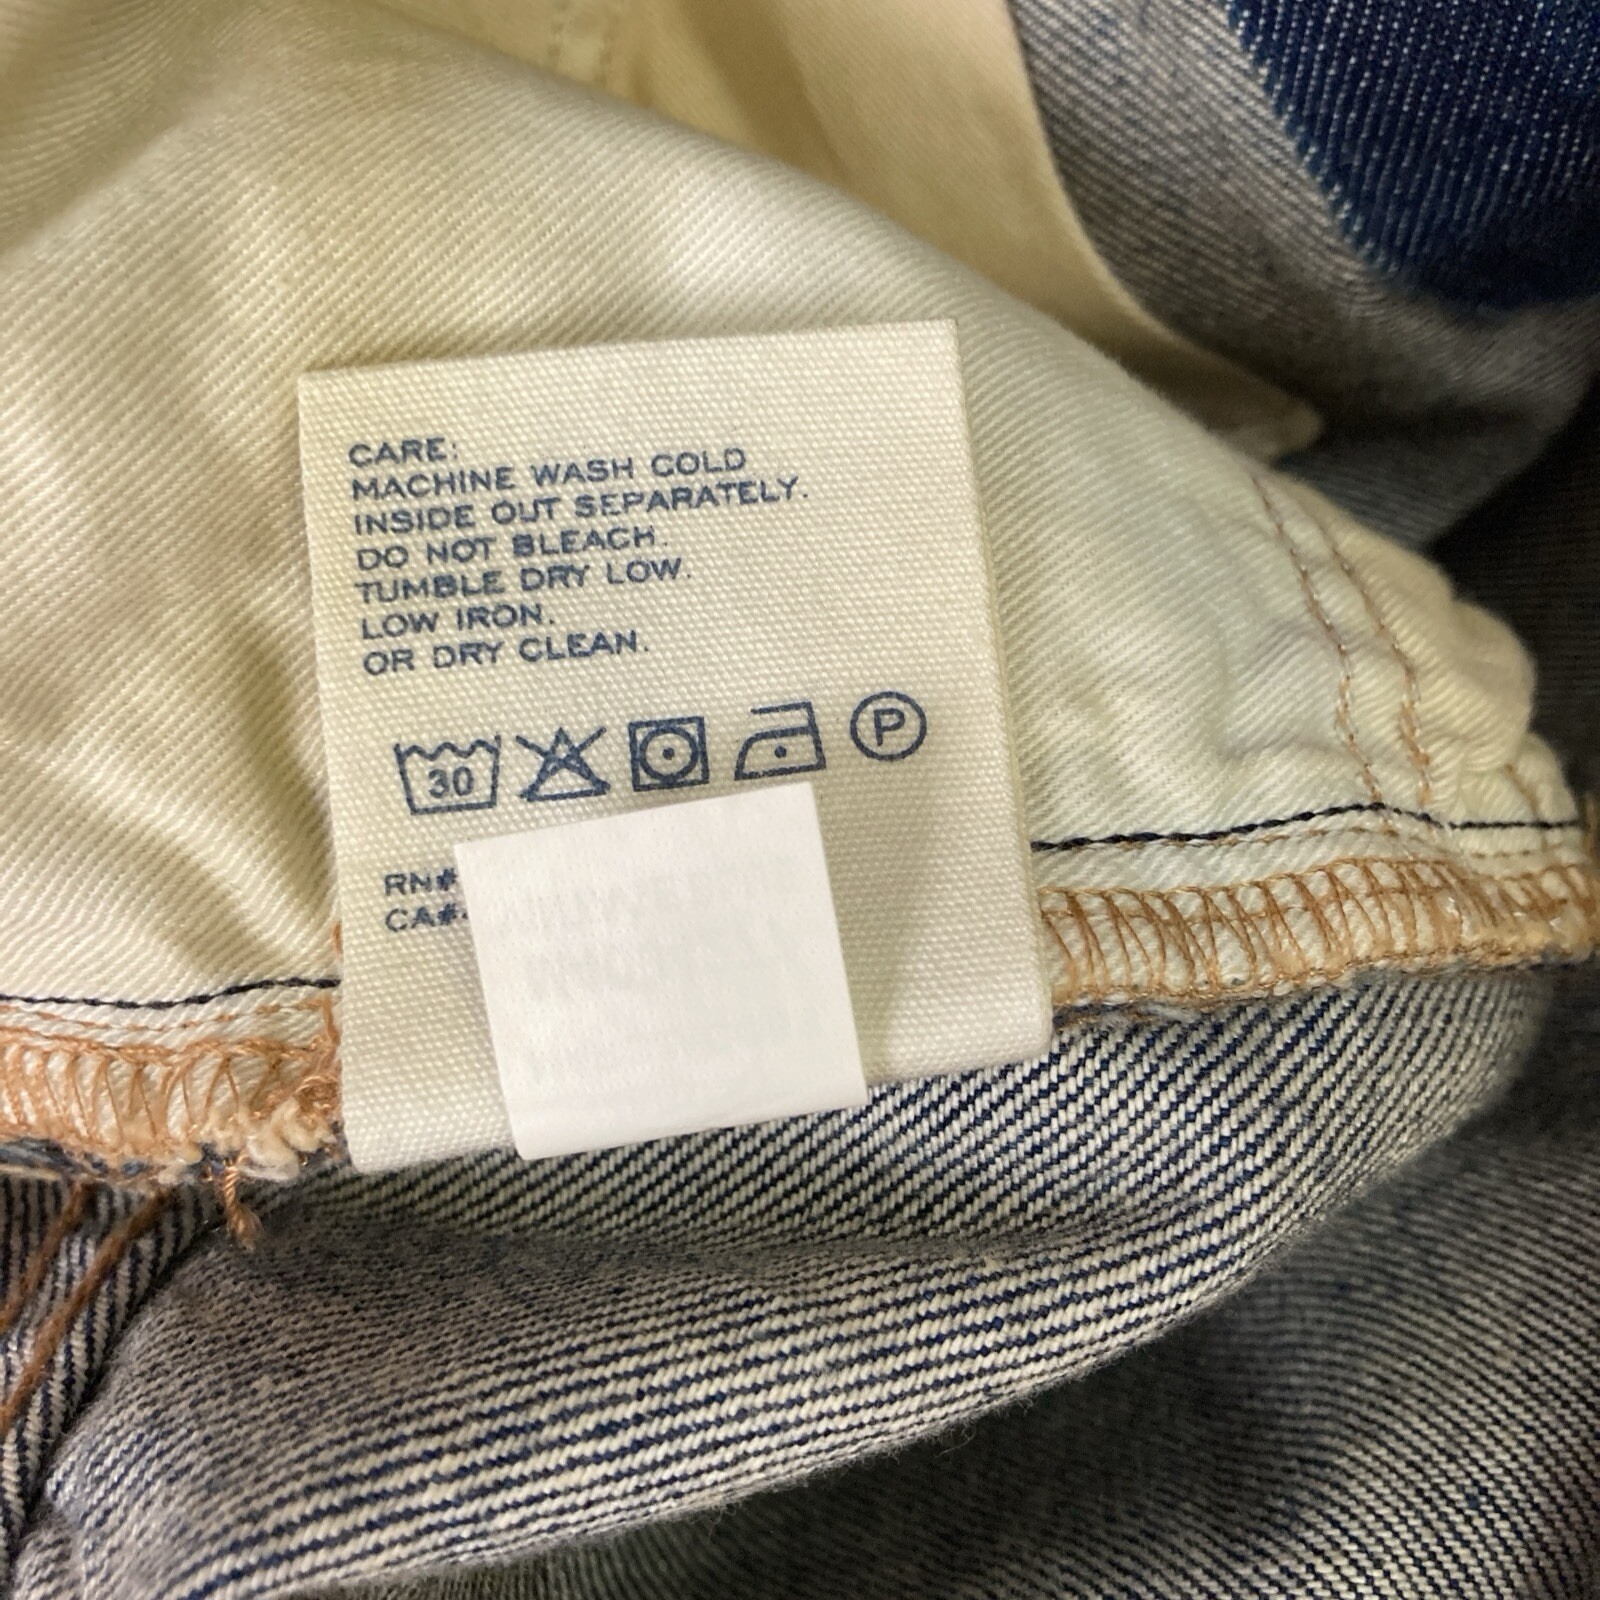 CARE:
MACHINE WASH COLD
INSIDE OUT SEPARATELY.
DO NOT BLEACH.
TUMBLE DRY LOW.
LOW IRON.
OR DRY CLEAN.
30
P
RN#
CA#